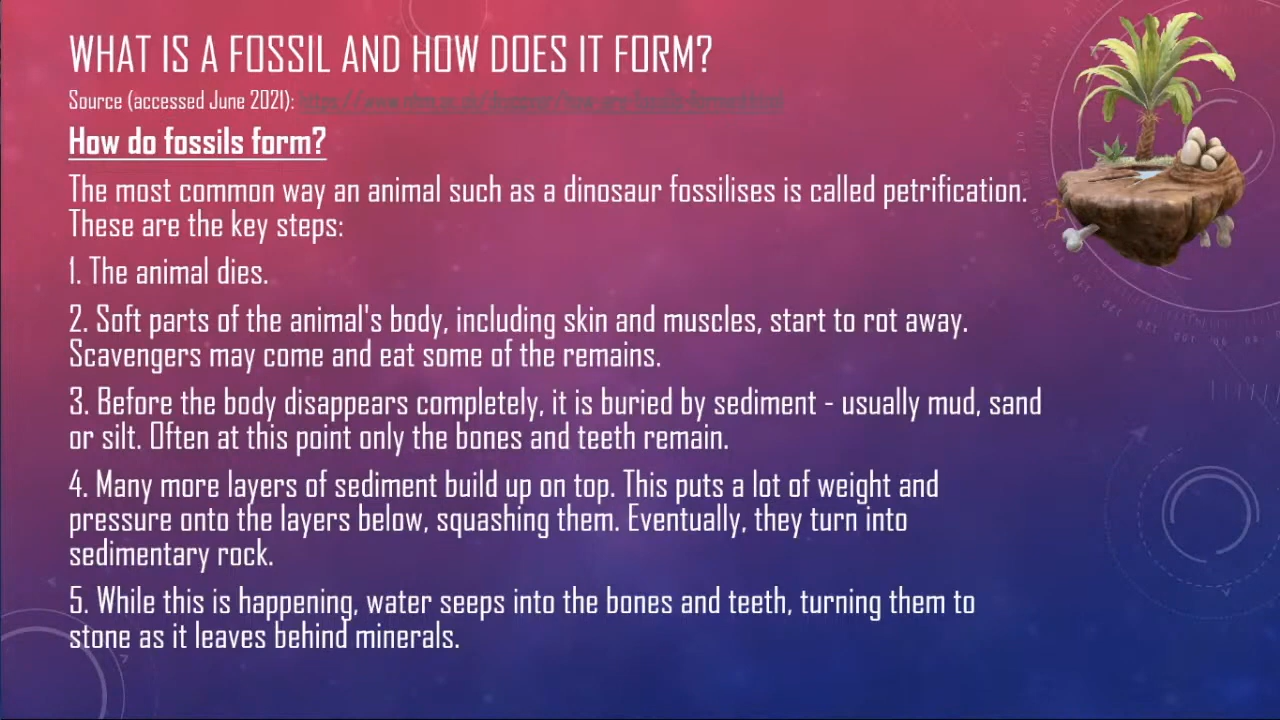 WHAT IS A FOSSIL AND HOW DOES IT FORM?
Source (accessed June 2021):
How do fossils form?
The most common way an animal such as a dinosaur fossilises is called petrification.
These are the key steps:
1. The animal dies.
2. Soft parts of the animal's body, including skin and muscles, start to rot away.
Scavengers may come and eat some of the remains.
3. Before the body disappears completely, it is buried by sediment - usually mud, sand
or silt. Often at this point only the bones and teeth remain.
4. Many more layers of sediment build up on top. This puts a lot of weight and
pressure onto the layers below, squashing them. Eventually, they turn into
sedimentary rock.
5. While this is happening, water seeps into the bones and teeth, turning them to
stone as it leaves behind minerals.